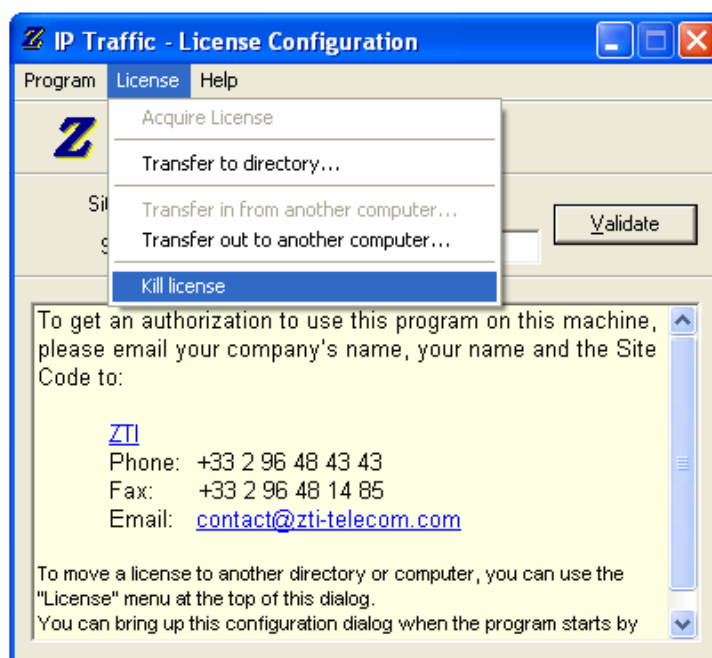 IP Traffic - License Configuration
Program License Help
Acquire License
Transfer to directory...
Transfer in from another computer...
Transfer out to another computer...
Kill license
Validate
To get an authorization to use this program on this machine,
please email your company's name, your name and the Site
Code to:
ZTI
Phone: +33 2 96 48 43 43
Fax: +33 2 96 48 14 85
Email: contact@zti-telecom.com
To move a license to another directory or computer, you can use the
"License" menu at the top of this dialog.
You can bring up this configuration dialog when the program starts by